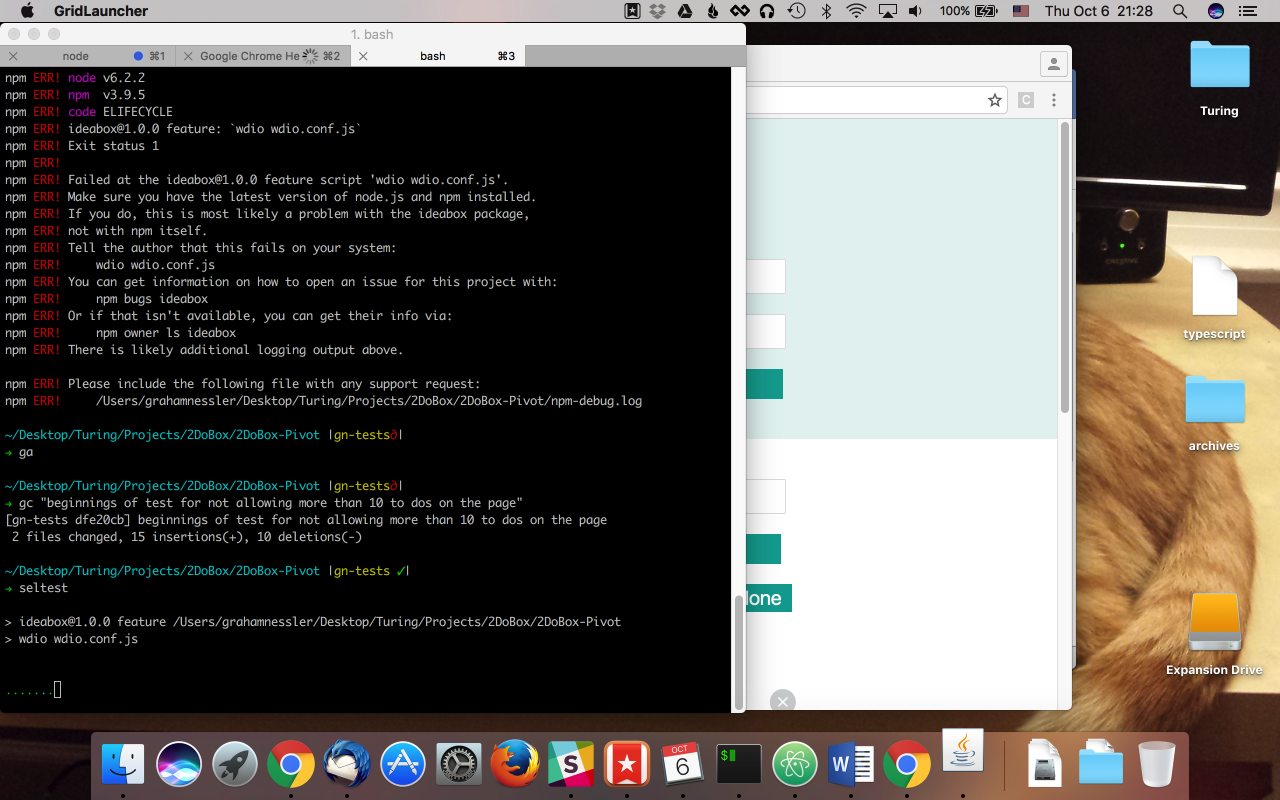 GridLauncher
100%
Thu Oct 6 21:28
1. bash
node ⌘1
Google Chrome He ⌘2
bash ⌘3
npm ERR! node v6.2.2
npm ERR! npm  v3.9.5
npm ERR! code ELIFECYCLE
npm ERR! ideabox@1.0.0 feature: `wdio wdio.conf.js`
npm ERR! Exit status 1
npm ERR!
npm ERR! Failed at the ideabox@1.0.0 feature script 'wdio wdio.conf.js'.
npm ERR! Make sure you have the latest version of node.js and npm installed.
npm ERR! If you do, this is most likely a problem with the ideabox package,
npm ERR! not with npm itself.
npm ERR! Tell the author that this fails on your system:
npm ERR!     wdio wdio.conf.js
npm ERR! You can get information on how to open an issue for this project with:
npm ERR!     npm bugs ideabox
npm ERR! Or if that isn't available, you can get their info via:
npm ERR!     npm owner ls ideabox
npm ERR! There is likely additional logging output above.
npm ERR! Please include the following file with any support request:
npm ERR!     /Users/grahamnessler/Desktop/Turing/Projects/2DoBox/2DoBox-Pivot/npm-debug.log
~/Desktop/Turing/Projects/2DoBox/2DoBox-Pivot |gn-tests∂|
→ ga
~/Desktop/Turing/Projects/2DoBox/2DoBox-Pivot |gn-tests∂|
→ gc "beginnings of test for not allowing more than 10 to dos on the page"
[gn-tests dfe20cb] beginnings of test for not allowing more than 10 to dos on the page
 2 files changed, 15 insertions(+), 10 deletions(-)
~/Desktop/Turing/Projects/2DoBox/2DoBox-Pivot |gn-tests ✓|
→ seltest
> ideabox@1.0.0 feature /Users/grahamnessler/Desktop/Turing/Projects/2DoBox/2DoBox-Pivot
> wdio wdio.conf.js
.......
C
lone
Turing
typescript
archives
Expansion Drive
S
OCT
6
$
W